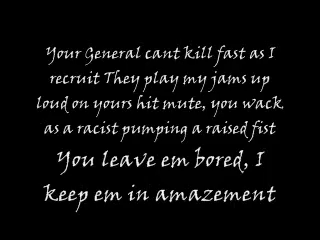 Your General cant kill fast as I
recruit They play my jams up
loud on yours hit mute, you wack
as a racist pumping a raised fist
You leave em bored, I
keep em in amazement